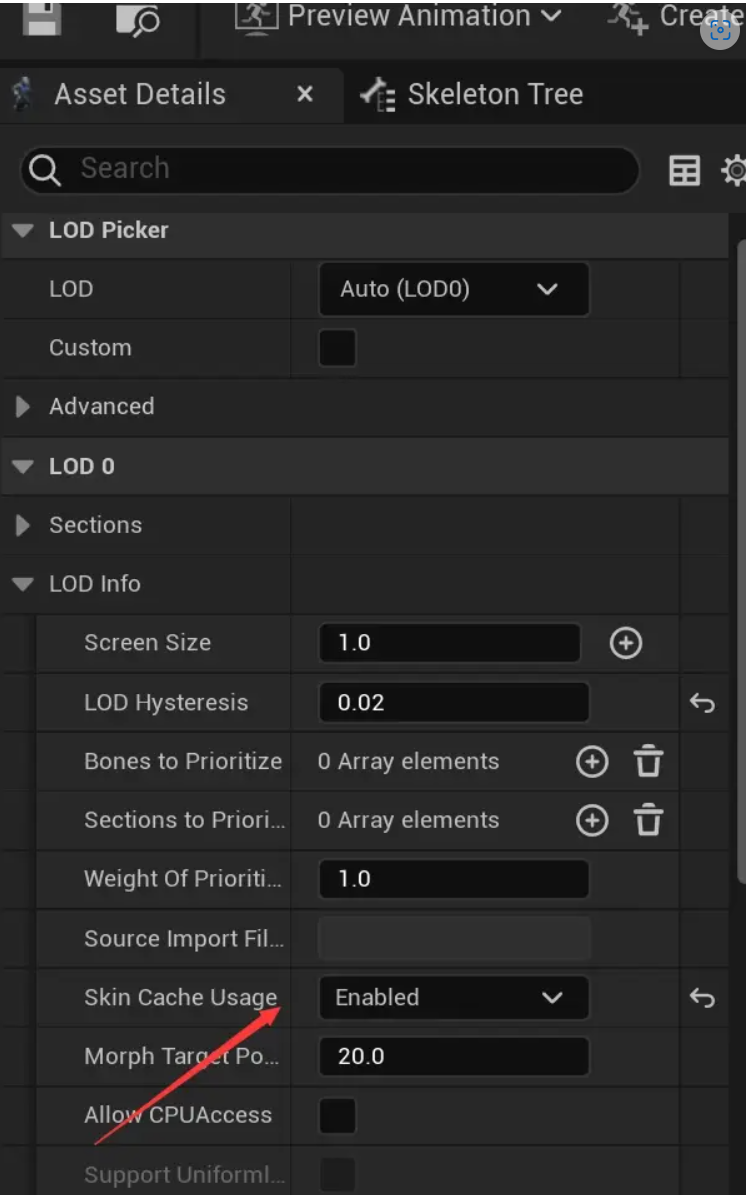 Preview Animation
Create
Asset Details
Skeleton Tree
Search
LOD Picker
LOD
Auto (LOD0)
Custom
Advanced
LOD 0
Sections
LOD Info
Screen Size
1.0
LOD Hysteresis
0.02
Bones to Prioritize
0 Array elements
Sections to Priori...
0 Array elements
Weight Of Prioriti...
1.0
Source Import Fil...
Skin Cache Usage
Enabled
Morph Target Po...
20.0
Allow CPUAccess
Support Uniforml...